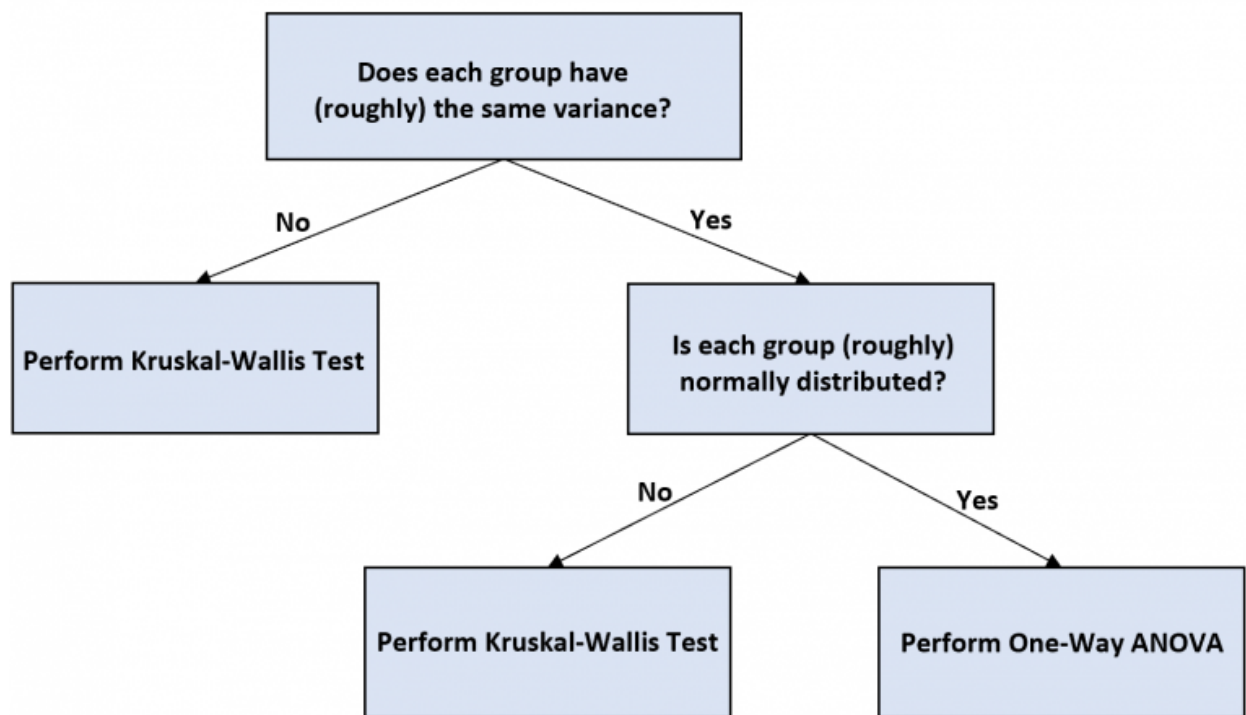 Does each group have
(roughly) the same variance?
No
Yes
Perform Kruskal-Wallis Test
Is each group (roughly)
normally distributed?
No
Yes
Perform Kruskal-Wallis Test
Perform One-Way ANOVA